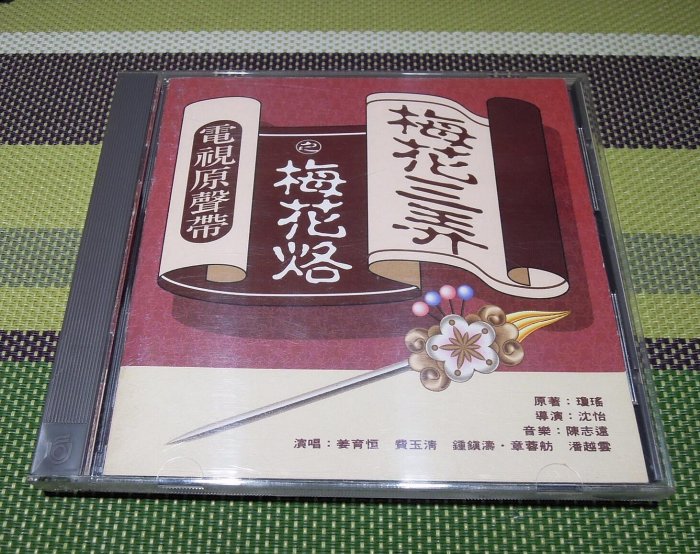 梅花三弄
之
梅花烙
電視原聲帶
原著：瓊瑤
導演：沈怡
音樂：陳志遠
演唱：姜育恒　費玉清　鍾鎮濤・章蓉舫　潘越雲